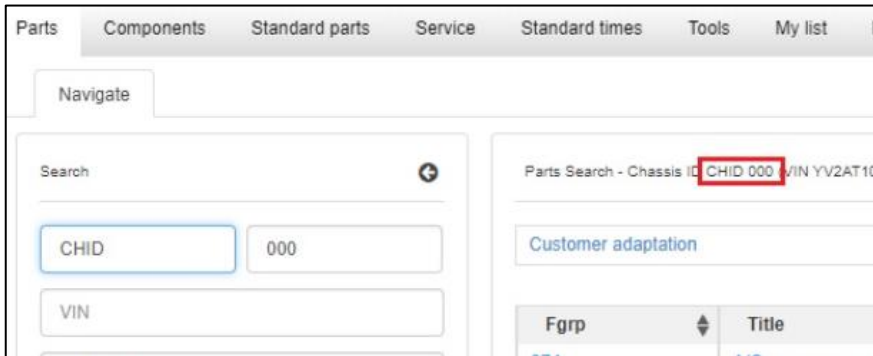 Parts Components Standard parts Service Standard times Tools My list
Navigate
Search
CHID 000
VIN
Parts Search - Chassis ID CHID 000 (VIN YV2AT10
Customer adaptation
Fgrp Title